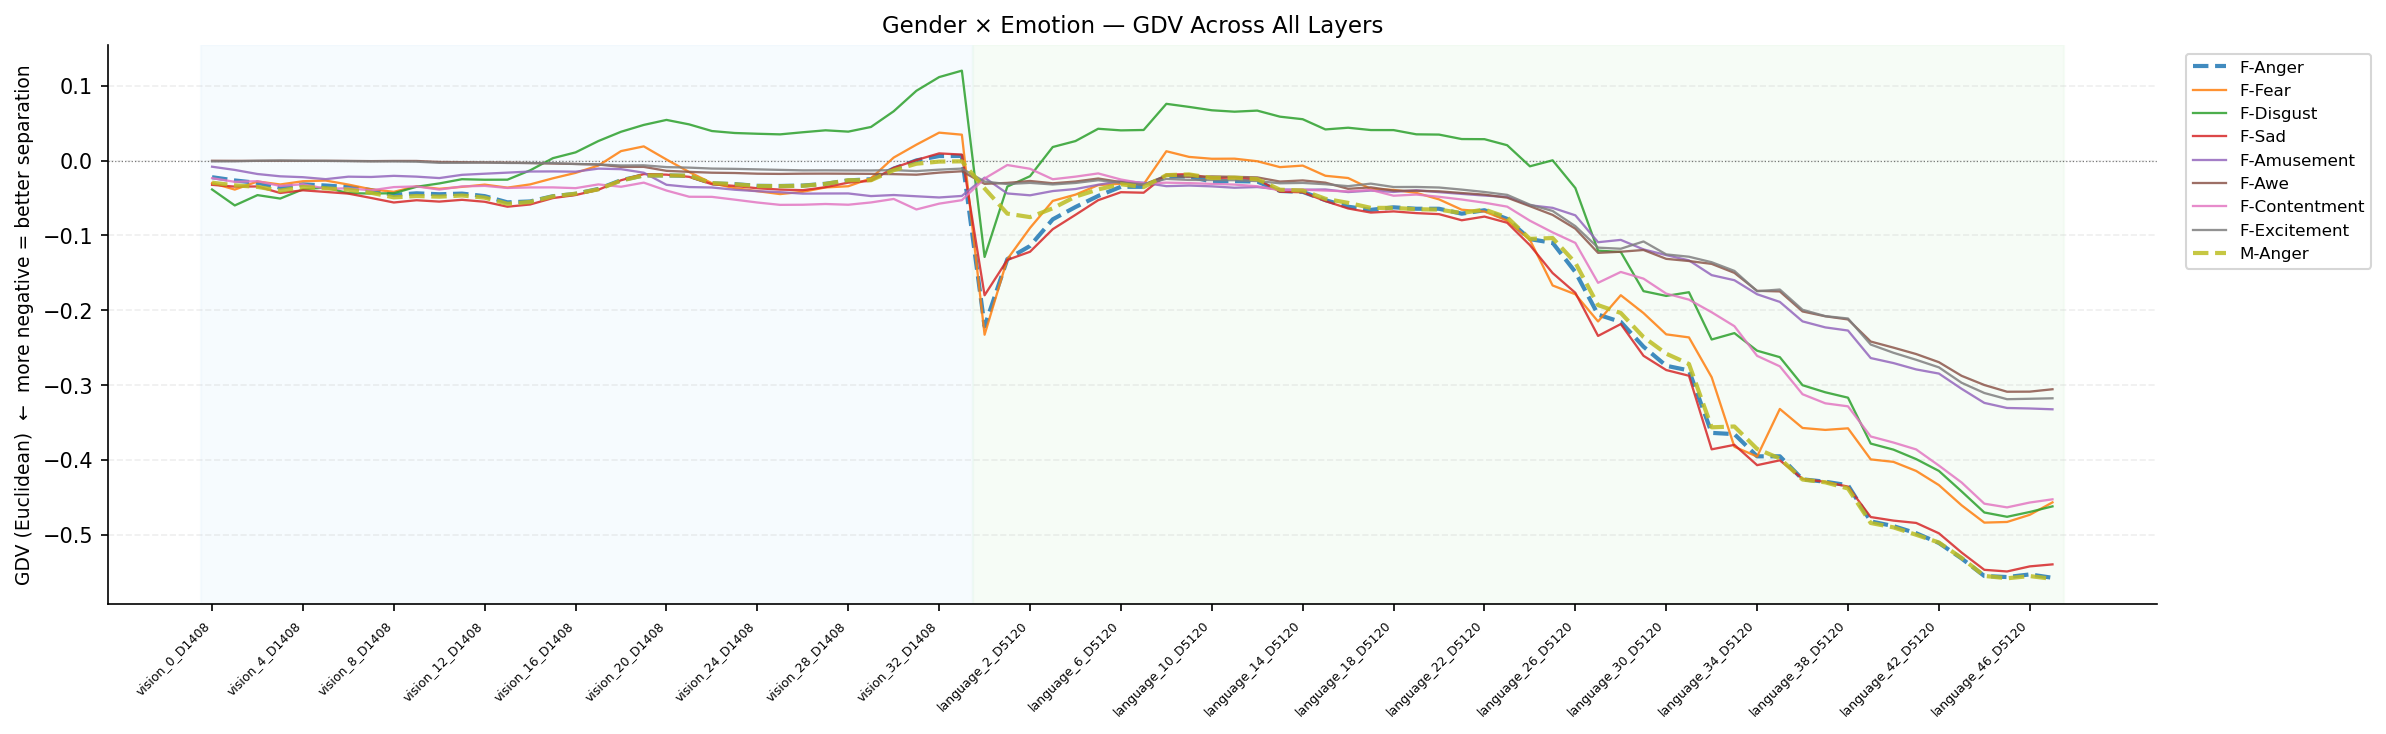 Gender × Emotion — GDV Across All Layers
GDV (Euclidean) ← more negative = better separation
0.1
0.0
−0.1
−0.2
−0.3
−0.4
−0.5
vision_0_D1408
vision_4_D1408
vision_8_D1408
vision_12_D1408
vision_16_D1408
vision_20_D1408
vision_24_D1408
vision_28_D1408
vision_32_D1408
language_2_D5120
language_6_D5120
language_10_D5120
language_14_D5120
language_18_D5120
language_22_D5120
language_26_D5120
language_30_D5120
language_34_D5120
language_38_D5120
language_42_D5120
language_46_D5120
F-Anger
F-Fear
F-Disgust
F-Sad
F-Amusement
F-Awe
F-Contentment
F-Excitement
M-Anger